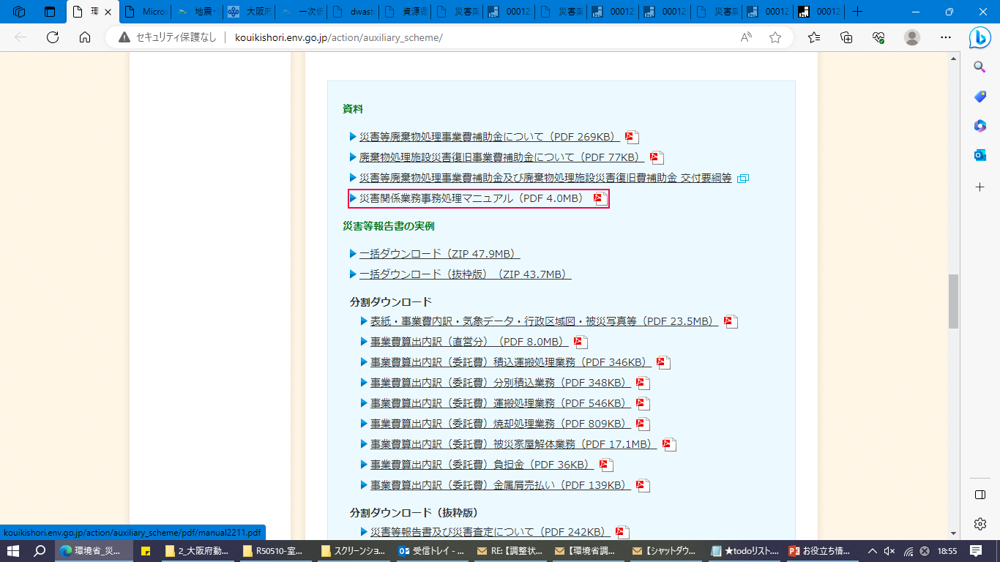 環
Micro
地震
大阪府
一次仮
dwast
資源循
災害廃
00012
災害廃
00012
00012
災害廃
00012
00012
セキュリティ保護なし
kouikishori.env.go.jp/action/auxiliary_scheme/
資料
災害等廃棄物処理事業費補助金について（PDF 269KB）
廃棄物処理施設災害復旧事業費補助金について（PDF 77KB）
災害等廃棄物処理事業費補助金及び廃棄物処理施設災害復旧費補助金 交付要綱等
災害関係業務事務処理マニュアル（PDF 4.0MB）
災害等報告書の実例
一括ダウンロード（ZIP 47.9MB）
一括ダウンロード（抜粋版）（ZIP 43.7MB）
分割ダウンロード
表紙・事業費内訳・気象データ・行政区域図・被災写真等（PDF 23.5MB）
事業費算出内訳（直営分）（PDF 8.0MB）
事業費算出内訳（委託費）積込運搬処理業務（PDF 346KB）
事業費算出内訳（委託費）分別積込業務（PDF 348KB）
事業費算出内訳（委託費）運搬処理業務（PDF 546KB）
事業費算出内訳（委託費）焼却処理業務（PDF 809KB）
事業費算出内訳（委託費）被災家屋解体業務（PDF 17.1MB）
事業費算出内訳（委託費）負担金（PDF 36KB）
事業費算出内訳（委託費）金属屑売払い（PDF 139KB）
分割ダウンロード（抜粋版）
災害等報告書及び災害査定について（PDF 242KB）
kouikishori.env.go.jp/action/auxiliary_scheme/pdf/manual2211.pdf
環境省_災...
2_大阪府動...
R50510-室...
スクリーンショ...
受信トレイ - ...
RE:【調整状...
【環境省調...
【シャットダウ...
★todoリスト....
お役立ち情...
18:55